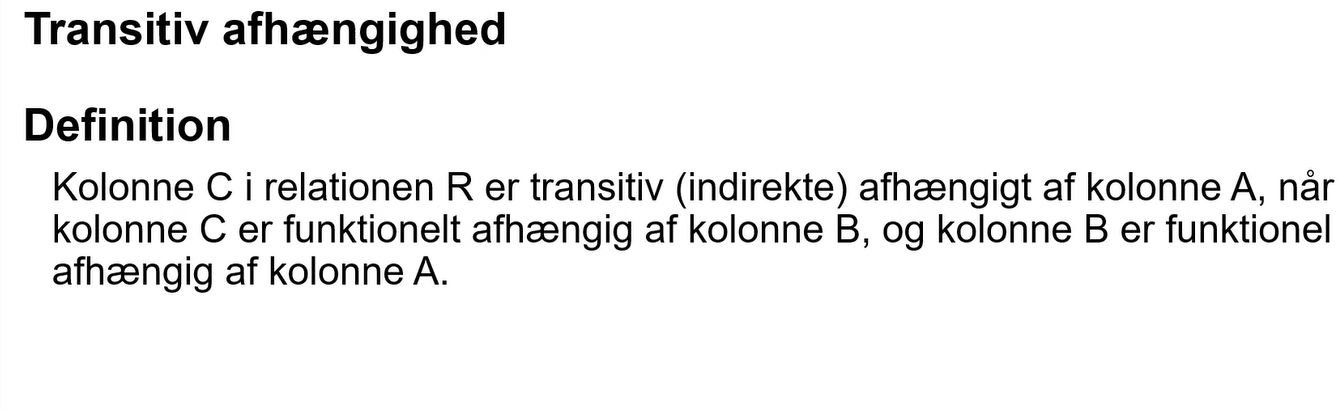 Transitiv afhængighed
Definition
Kolonne C i relationen R er transitiv (indirekte) afhængigt af kolonne A, når
kolonne C er funktionelt afhængig af kolonne B, og kolonne B er funktionel
afhængig af kolonne A.